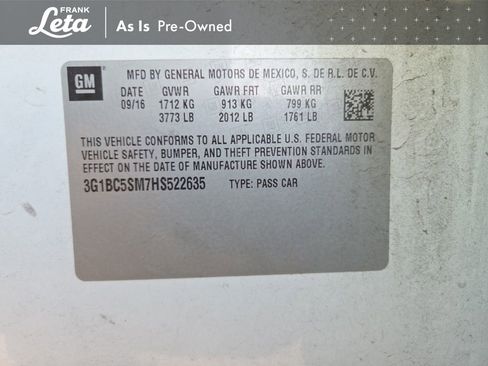 FRANK
Leta
As Is Pre-Owned
GM
MFD BY GENERAL MOTORS DE MEXICO, S. DE R.L. DE C.V.
DATE GVWR GAWR FRT GAWR RR
09/16 1712 KG 913 KG 799 KG
3773 LB 2012 LB 1761 LB
THIS VEHICLE CONFORMS TO ALL APPLICABLE U.S. FEDERAL MOTOR
VEHICLE SAFETY, BUMPER, AND THEFT PREVENTION STANDARDS IN
EFFECT ON THE DATE OF MANUFACTURE SHOWN ABOVE.
3G1BC5SM7HS522635 TYPE: PASS CAR